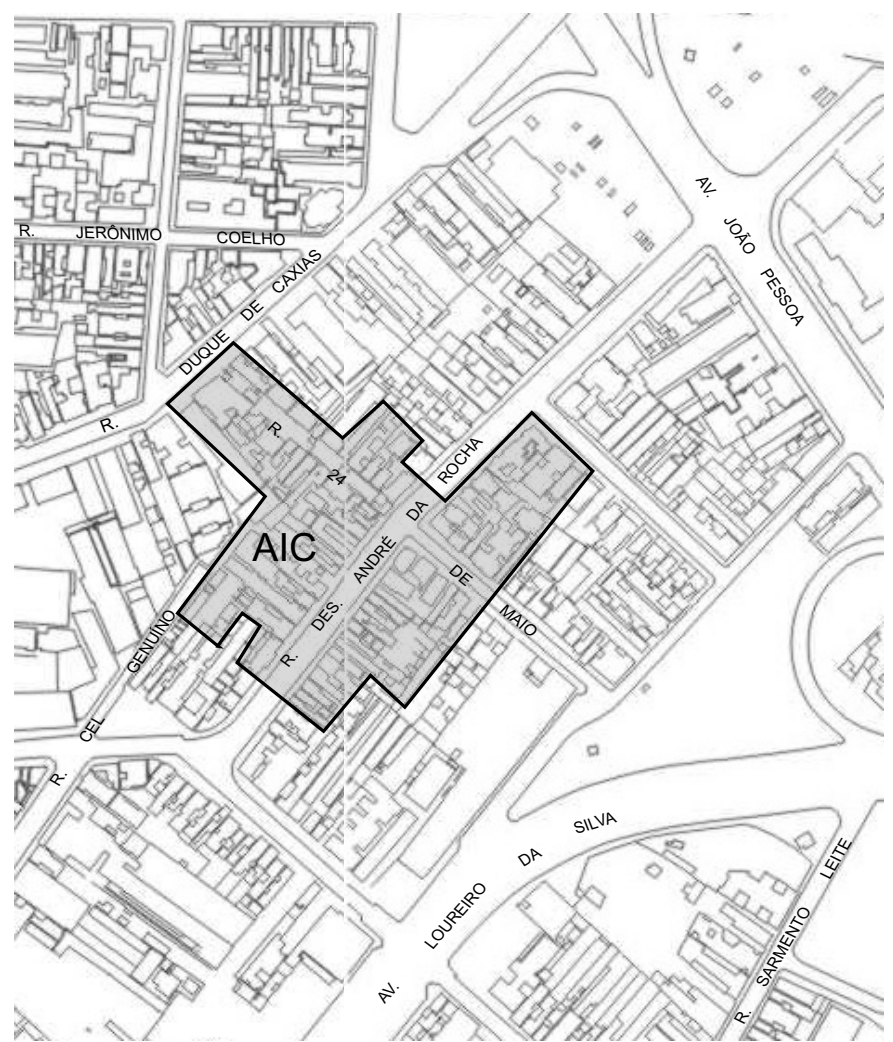 AV. JOÃO PESSOA
R. JERÔNIMO COELHO
R. DUQUE DE CAXIAS
R. 24 DE MAIO
R. DES. ANDRÉ DA ROCHA
AIC
R. CEL GENUÍNO
AV. LOUREIRO DA SILVA
R. SARMENTO LEITE